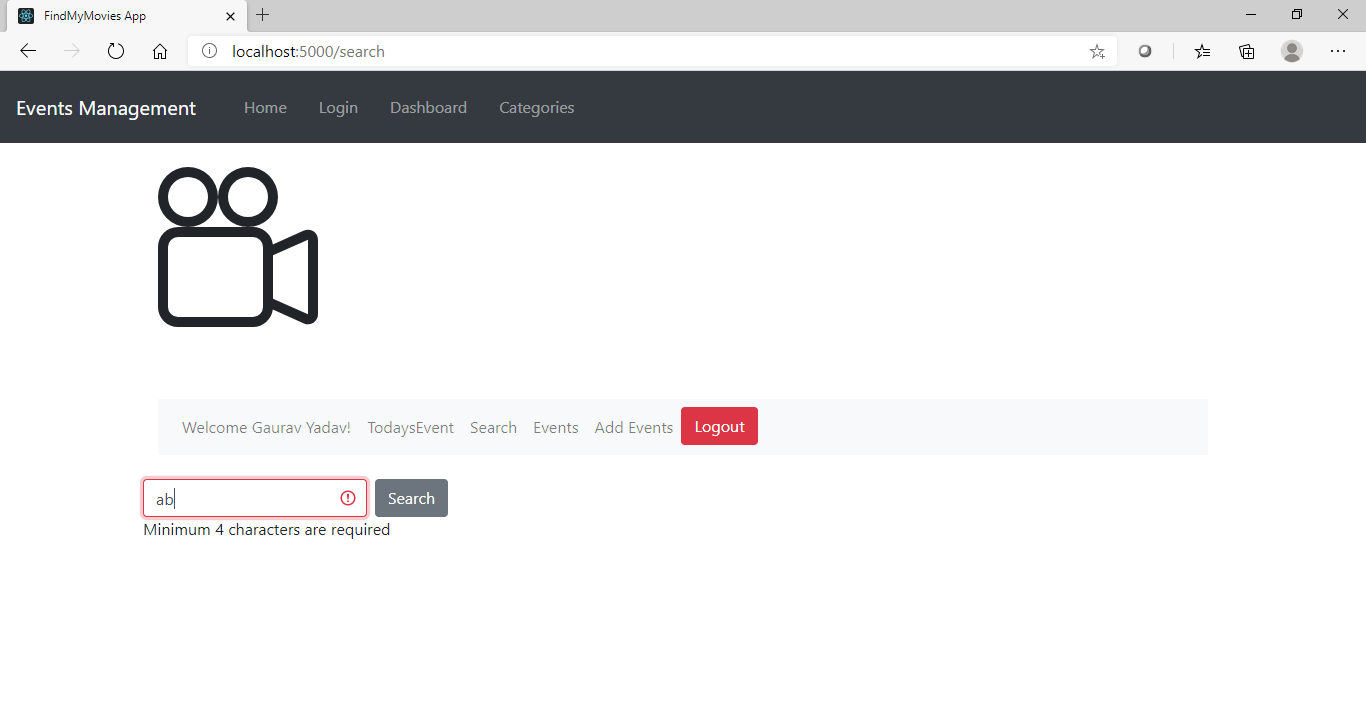 FindMyMovies App
localhost:5000/search
Events Management Home Login Dashboard Categories
Welcome Gaurav Yadav! TodaysEvent Search Events Add Events Logout
ab Search
Minimum 4 characters are required